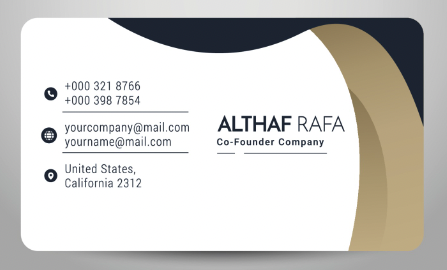 +000 321 8766
+000 398 7854
yourcompany@mail.com
yourname@mail.com
United States,
California 2312
ALTHAF RAFA
Co-Founder Company